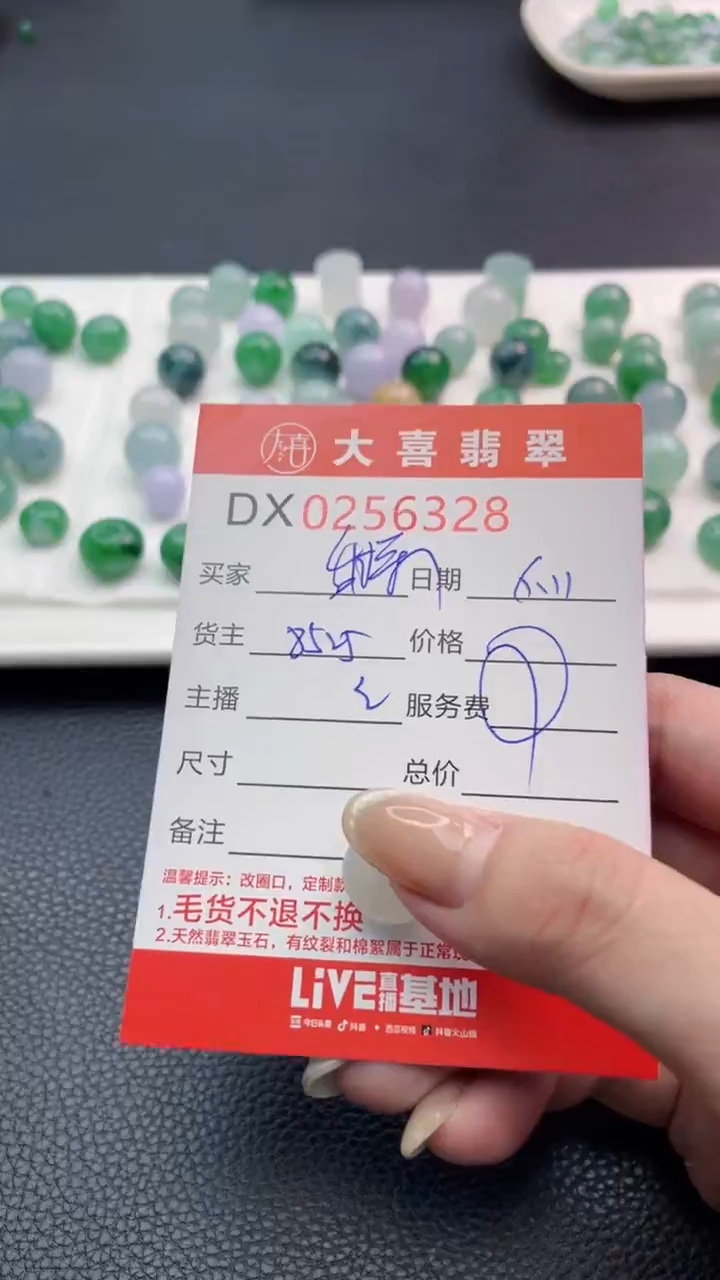 大喜 大喜翡翠
DX0256328
买家 日期 6.11
货主 8525 价格
主播 服务费
尺寸 总价
备注
温馨提示：改圈口，定制款
1.毛货不退不换
2.天然翡翠玉石，有纹裂和棉絮属于正常现
LiVE直播基地
今日头条 抖音 西瓜视频 抖音火山版